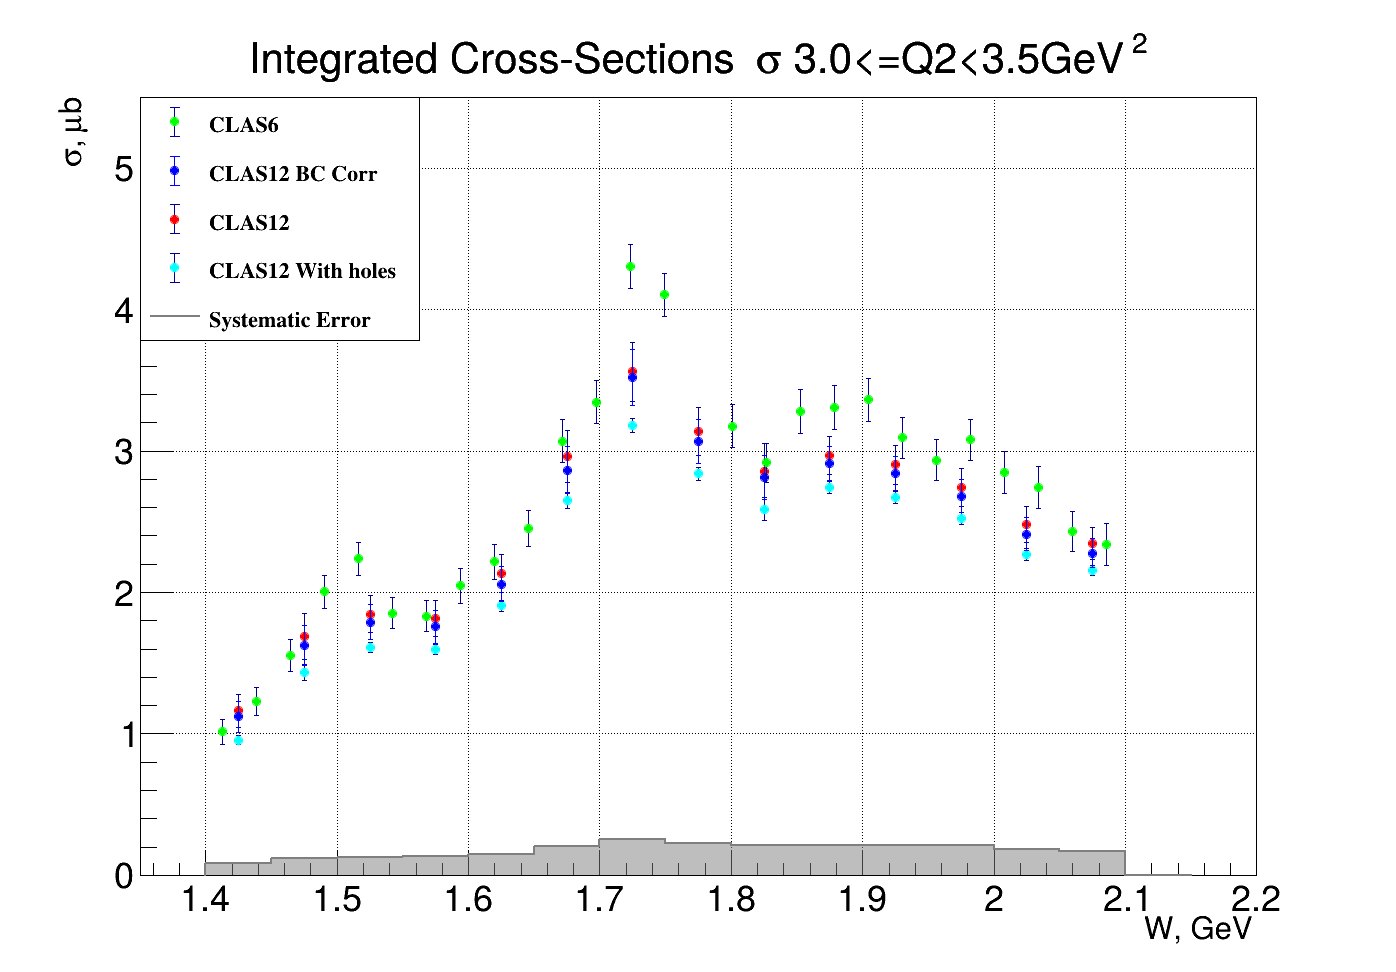 Integrated Cross-Sections σ 3.0<=Q2<3.5GeV²
σ, μb
CLAS6
CLAS12 BC Corr
CLAS12
CLAS12 With holes
Systematic Error
5
4
3
2
1
0
1.4 1.5 1.6 1.7 1.8 1.9 2 2.1 2.2
W, GeV